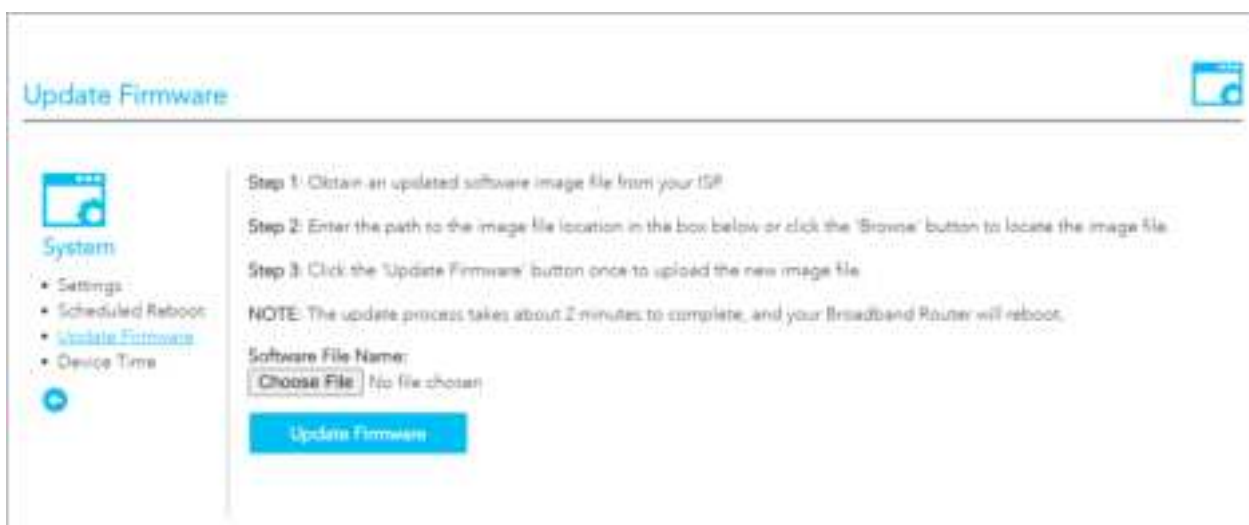 Update Firmware
System
• Settings
• Scheduled Reboot
• Update Firmware
• Device Time
Step 1: Obtain an updated software image file from your ISP.
Step 2: Enter the path to the image file location in the box below or click the 'Browse' button to locate the image file.
Step 3: Click the 'Update Firmware' button once to upload the new image file.
NOTE: The update process takes about 2 minutes to complete, and your Broadband Router will reboot.
Software File Name:
Choose File No file chosen
Update Firmware